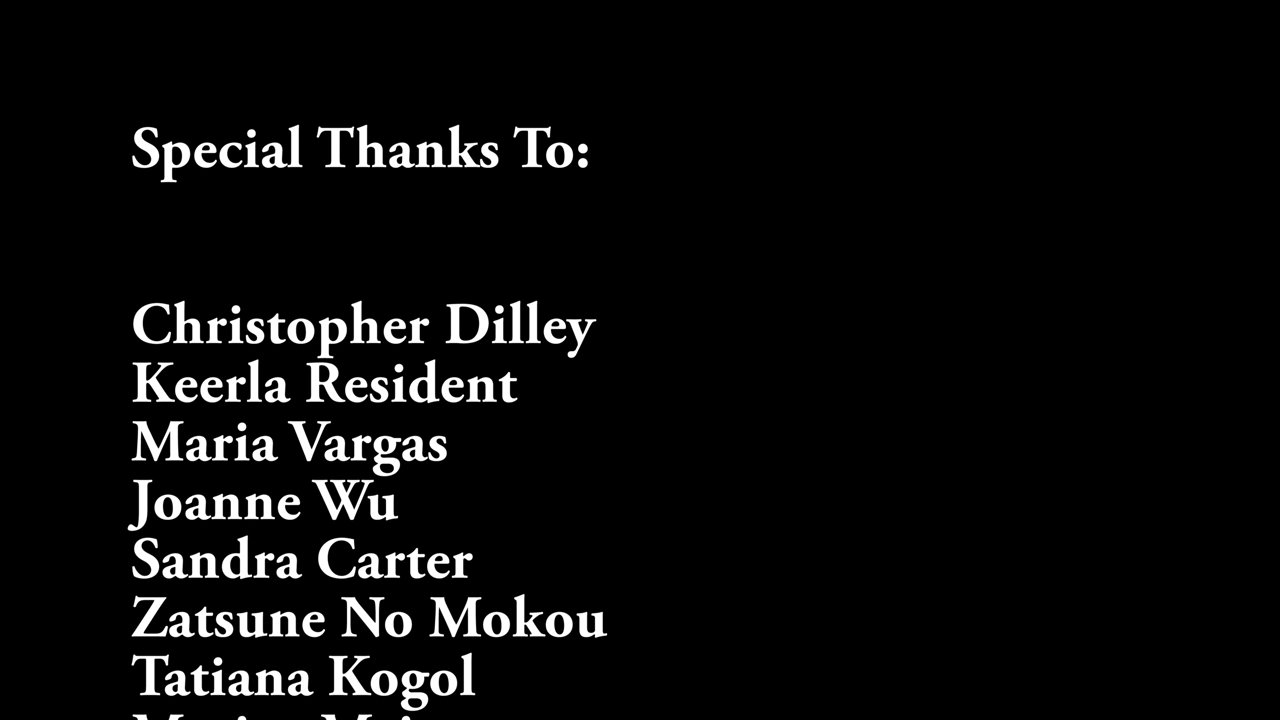 Special Thanks To:
Christopher Dilley
Keerla Resident
Maria Vargas
Joanne Wu
Sandra Carter
Zatsune No Mokou
Tatiana Kogol